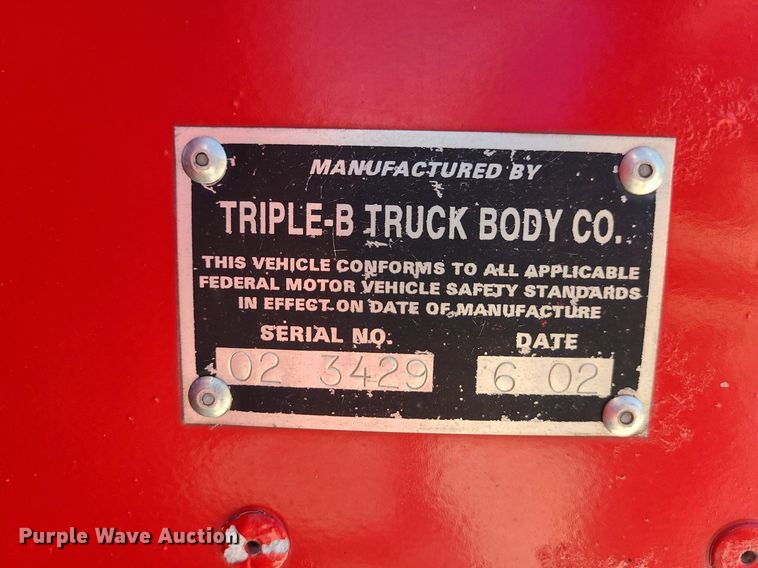 MANUFACTURED BY
TRIPLE-B TRUCK BODY CO.
THIS VEHICLE CONFORMS TO ALL APPLICABLE
FEDERAL MOTOR VEHICLE SAFETY STANDARDS
IN EFFECT ON DATE OF MANUFACTURE
SERIAL NO. DATE
02 3429 6 02
Purple Wave Auction